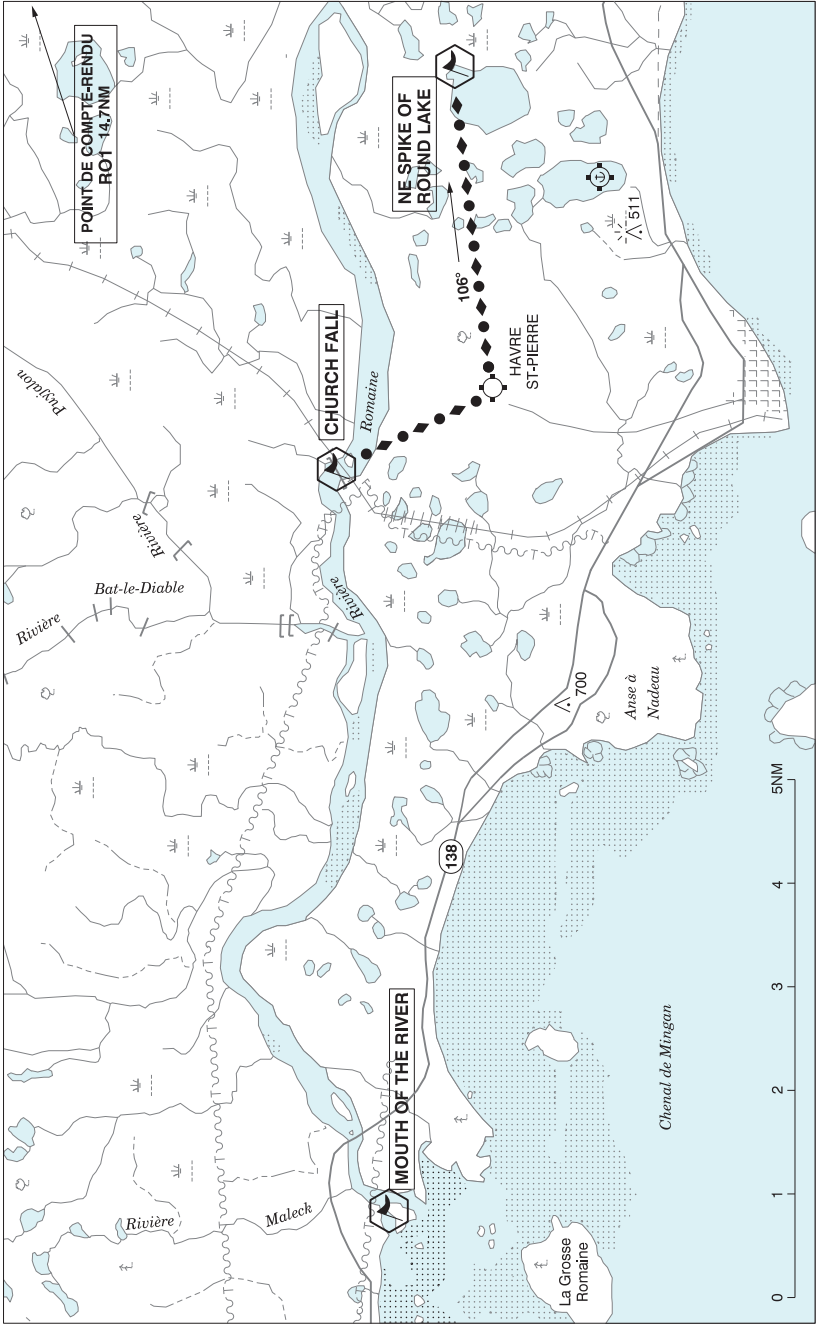 POINT DE COMPTE-RENDU
RO1 14.7NM
NE SPIKE OF
ROUND LAKE
106°
CHURCH FALL
HAVRE
ST-PIERRE
511
Romaine
Puyjalon
Rivière
Bat-le-Diable
Rivière
Rivière
Anse à
Nadeau
700
138
MOUTH OF THE RIVER
Rivière
Maleck
Chenal de Mingan
La Grosse
Romaine
0 1 2 3 4 5NM